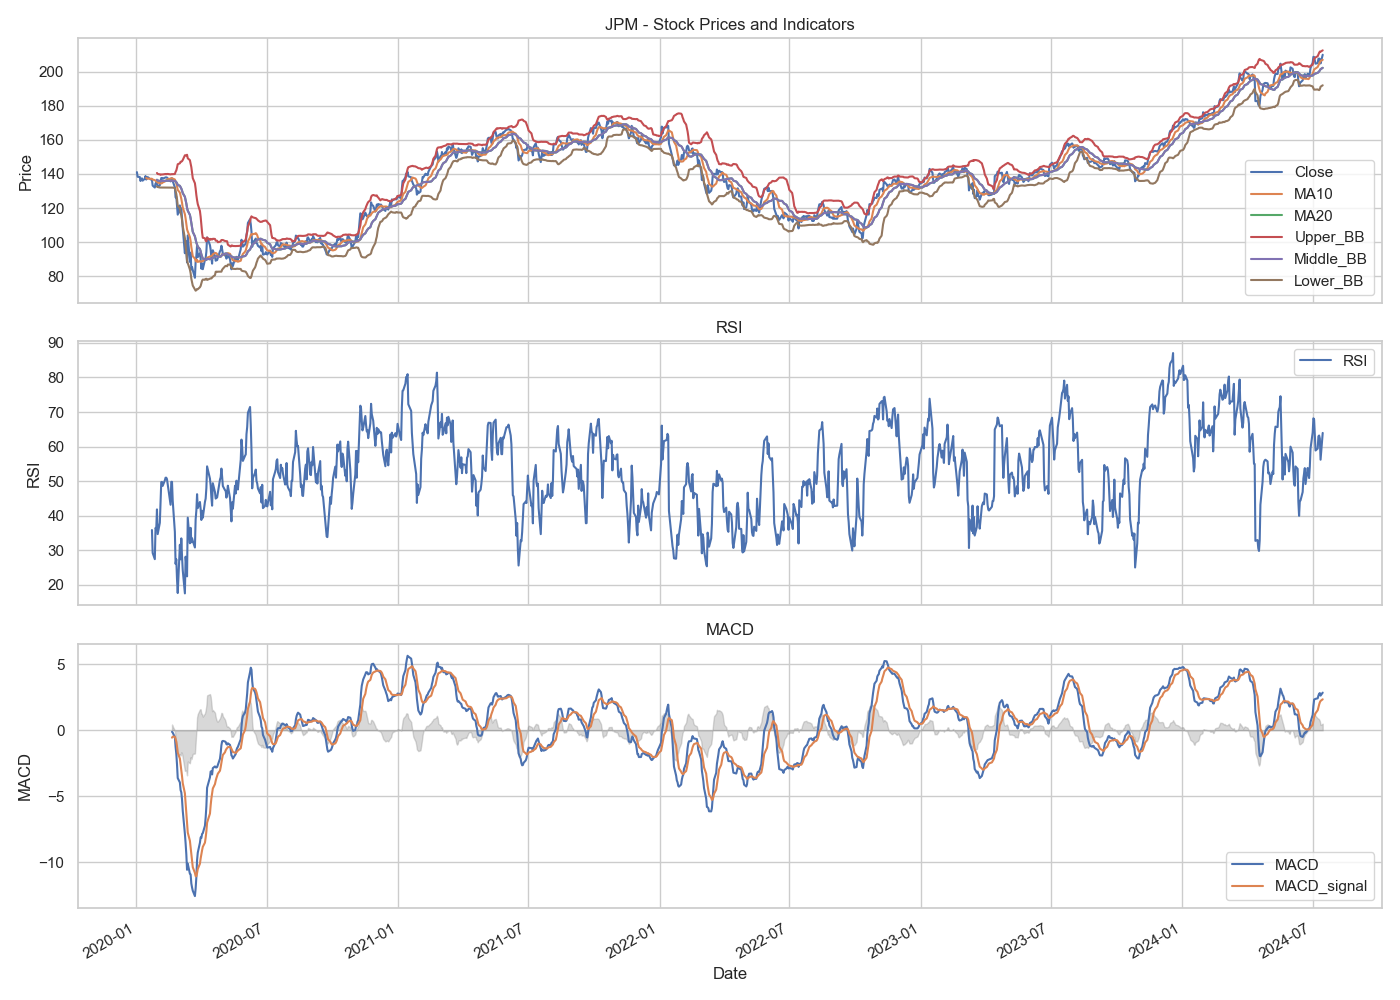 JPM - Stock Prices and Indicators
Price
200
180
160
140
120
100
80
Close
MA10
MA20
Upper_BB
Middle_BB
Lower_BB
RSI
RSI
90
80
70
60
50
40
30
20
RSI
MACD
MACD
5
0
−5
−10
MACD
MACD_signal
2020-01
2020-07
2021-01
2021-07
2022-01
2022-07
2023-01
2023-07
2024-01
2024-07
Date